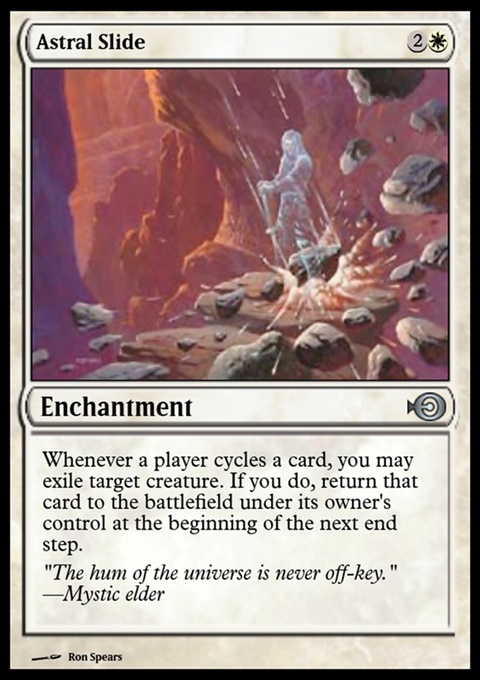 Astral Slide 2
Enchantment
Whenever a player cycles a card, you may
exile target creature. If you do, return that
card to the battlefield under its owner's
control at the beginning of the next end
step.
"The hum of the universe is never off-key."
—Mystic elder
Ron Spears